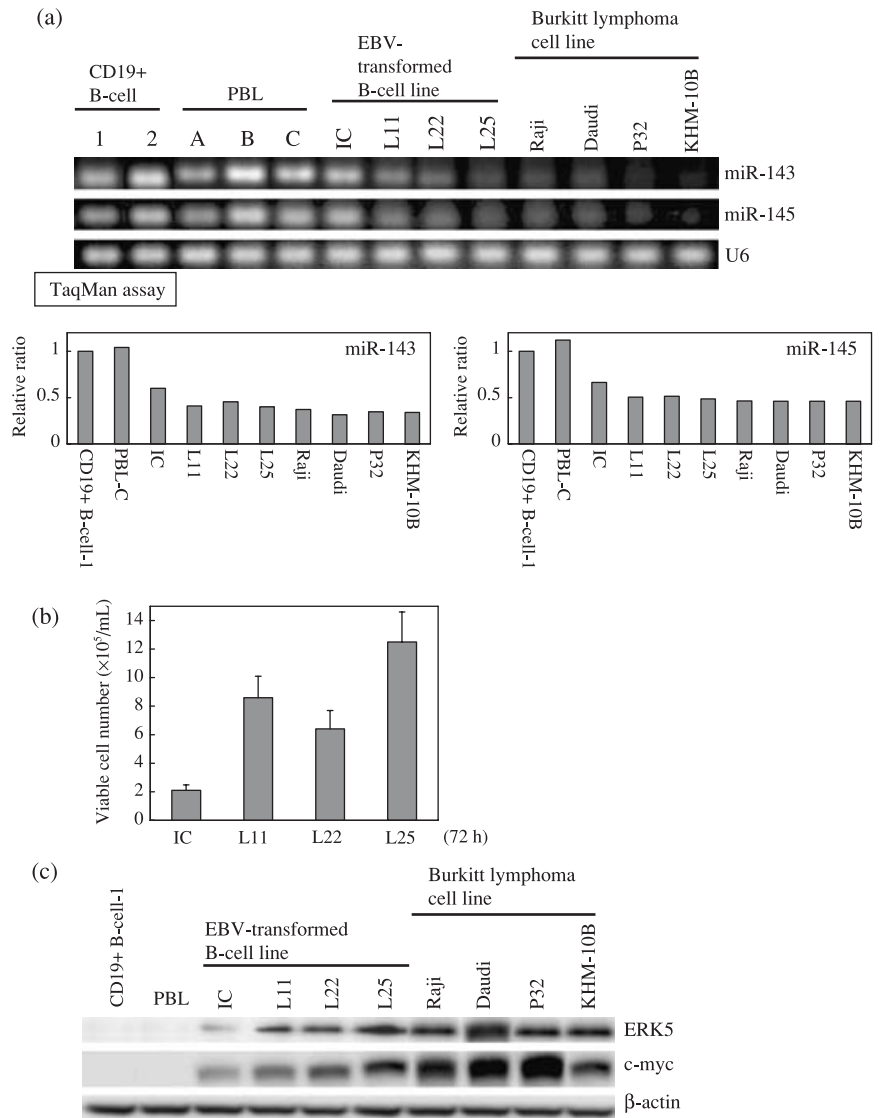 (a)
Burkitt lymphoma
cell line
EBV-
transformed
B-cell line
CD19+
B-cell
PBL
1 2 A B C IC L11 L22 L25 Raji Daudi P32 KHM-10B
miR-143
miR-145
U6
TaqMan assay
miR-143
Relative ratio
1
0.5
0
CD19+ B-cell-1 PBL-C IC L11 L22 L25 Raji Daudi P32 KHM-10B
miR-145
Relative ratio
1
0.5
0
CD19+ B-cell-1 PBL-C IC L11 L22 L25 Raji Daudi P32 KHM-10B
(b)
Viable cell number (×10⁵/mL)
14
12
10
8
6
4
2
0
IC L11 L22 L25 (72 h)
(c)
Burkitt lymphoma
cell line
EBV-transformed
B-cell line
CD19+ B-cell-1 PBL IC L11 L22 L25 Raji Daudi P32 KHM-10B
ERK5
c-myc
β-actin